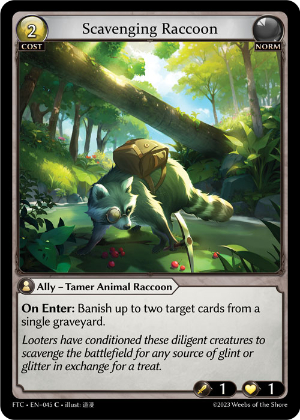 2 Scavenging Raccoon
COST NORM
Ally – Tamer Animal Raccoon
On Enter: Banish up to two target cards from a
single graveyard.
Looters have conditioned these diligent creatures to
scavenge the battlefield for any source of glint or
glitter in exchange for a treat.
1 1
FTC • EN-045 C • illust:
©2023 Weebs of the Shore